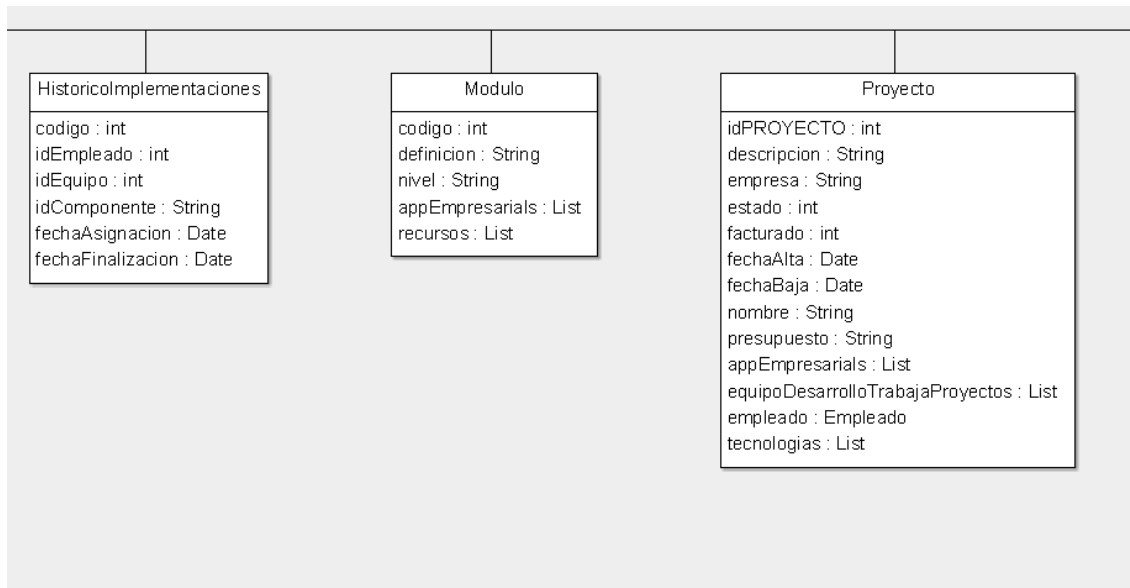 HistoricoImplementaciones
codigo : int
idEmpleado : int
idEquipo : int
idComponente : String
fechaAsignacion : Date
fechaFinalizacion : Date
Modulo
codigo : int
definicion : String
nivel : String
appEmpresarials : List
recursos : List
Proyecto
idPROYECTO : int
descripcion : String
empresa : String
estado : int
facturado : int
fechaAlta : Date
fechaBaja : Date
nombre : String
presupuesto : String
appEmpresarials : List
equipoDesarrolloTrabajaProyectos : List
empleado : Empleado
tecnologias : List